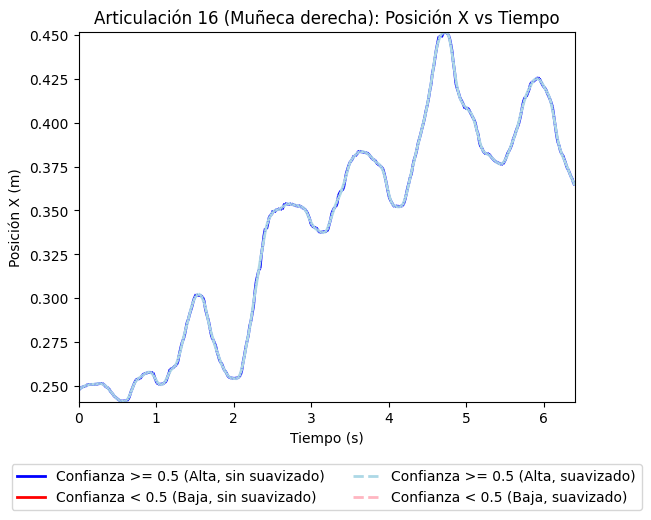 Articulación 16 (Muñeca derecha): Posición X vs Tiempo
0.450
0.425
0.400
0.375
0.350
0.325
0.300
0.275
0.250
Posición X (m)
0 1 2 3 4 5 6
Tiempo (s)
Confianza >= 0.5 (Alta, sin suavizado)
Confianza < 0.5 (Baja, sin suavizado)
Confianza >= 0.5 (Alta, suavizado)
Confianza < 0.5 (Baja, suavizado)